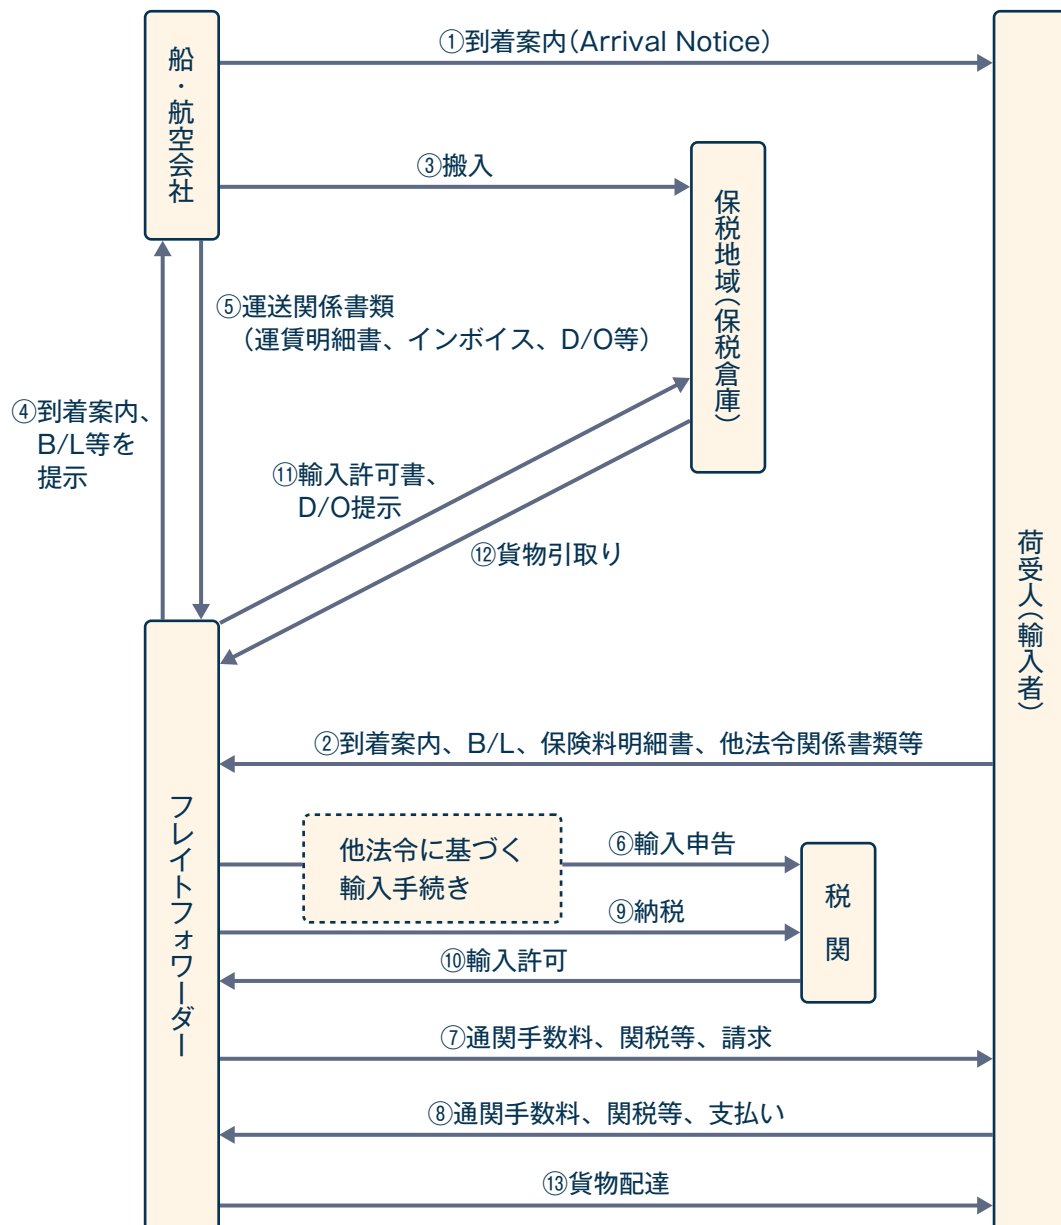 ①到着案内(Arrival Notice)
船・航空会社
③搬入
保税地域(保税倉庫)
⑤運送関係書類
(運賃明細書、インボイス、D/O等)
④到着案内、
B/L等を
提示
⑪輸入許可書、
D/O提示
⑫貨物引取り
荷受人(輸入者)
②到着案内、B/L、保険料明細書、他法令関係書類等
フレイトフォワーダー
他法令に基づく
輸入手続き
⑥輸入申告
税関
⑨納税
⑩輸入許可
⑦通関手数料、関税等、請求
⑧通関手数料、関税等、支払い
⑬貨物配達